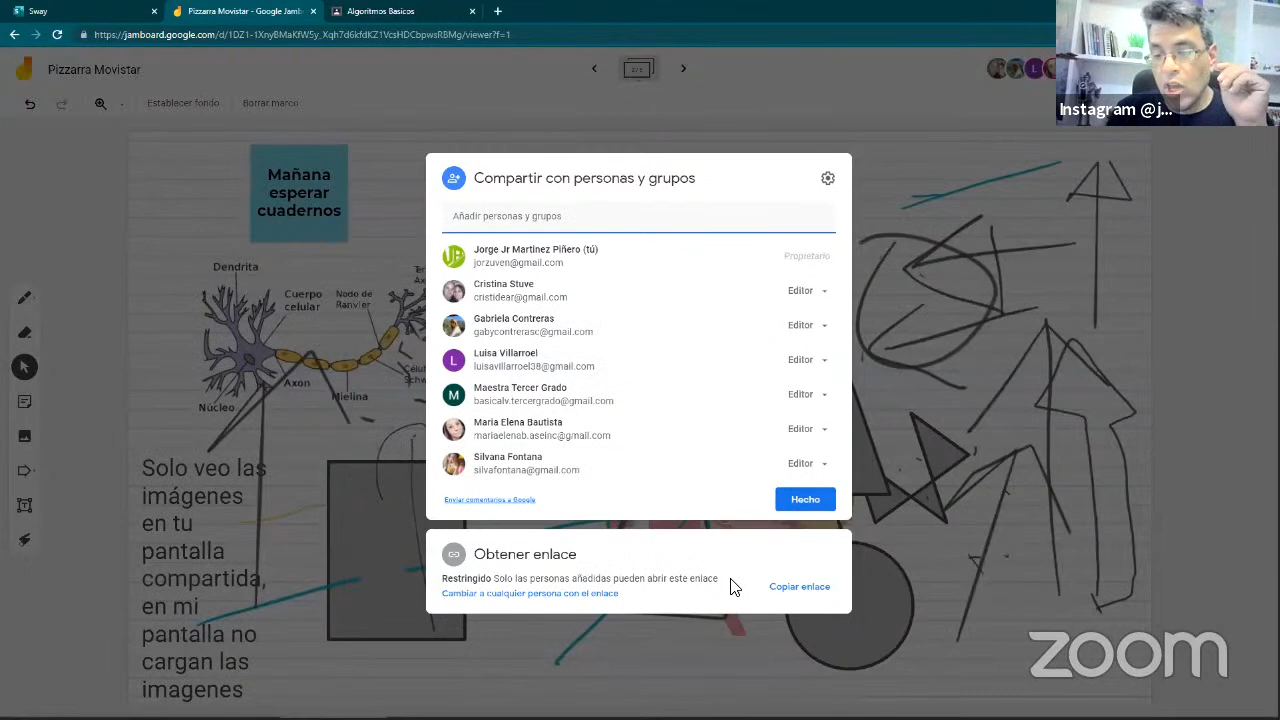 Sway
Pizzarra Movistar - Google Jamb
Algoritmos Basicos
Pizzarra Movistar
2/5
Establecer fondo
Borrar marco
Instagram @j...
Mañana
esperar
cuadernos
Dendrita
Cuerpo
celular
Nodo de
Ranvier
Axón
Mielina
Núcleo
Solo veo las
imágenes
en tu
pantalla
compartida,
en mi
pantalla no
cargan las
imagenes
Compartir con personas y grupos
Añadir personas y grupos
Jorge Jr Martinez Piñero (tú)
jorzuven@gmail.com
Propietario
Cristina Stuve
cristidear@gmail.com
Editor
Gabriela Contreras
gabycontrerasc@gmail.com
Editor
L
Luisa Villarroel
luisavillarroel38@gmail.com
Editor
M
Maestra Tercer Grado
basicalv.tercergrado@gmail.com
Editor
Maria Elena Bautista
mariaelenab.aseinc@gmail.com
Editor
Silvana Fontana
silvafontana@gmail.com
Editor
Enviar comentarios a Google
Hecho
Obtener enlace
Restringido Solo las personas añadidas pueden abrir este enlace
Copiar enlace
Cambiar a cualquier persona con el enlace
zoom